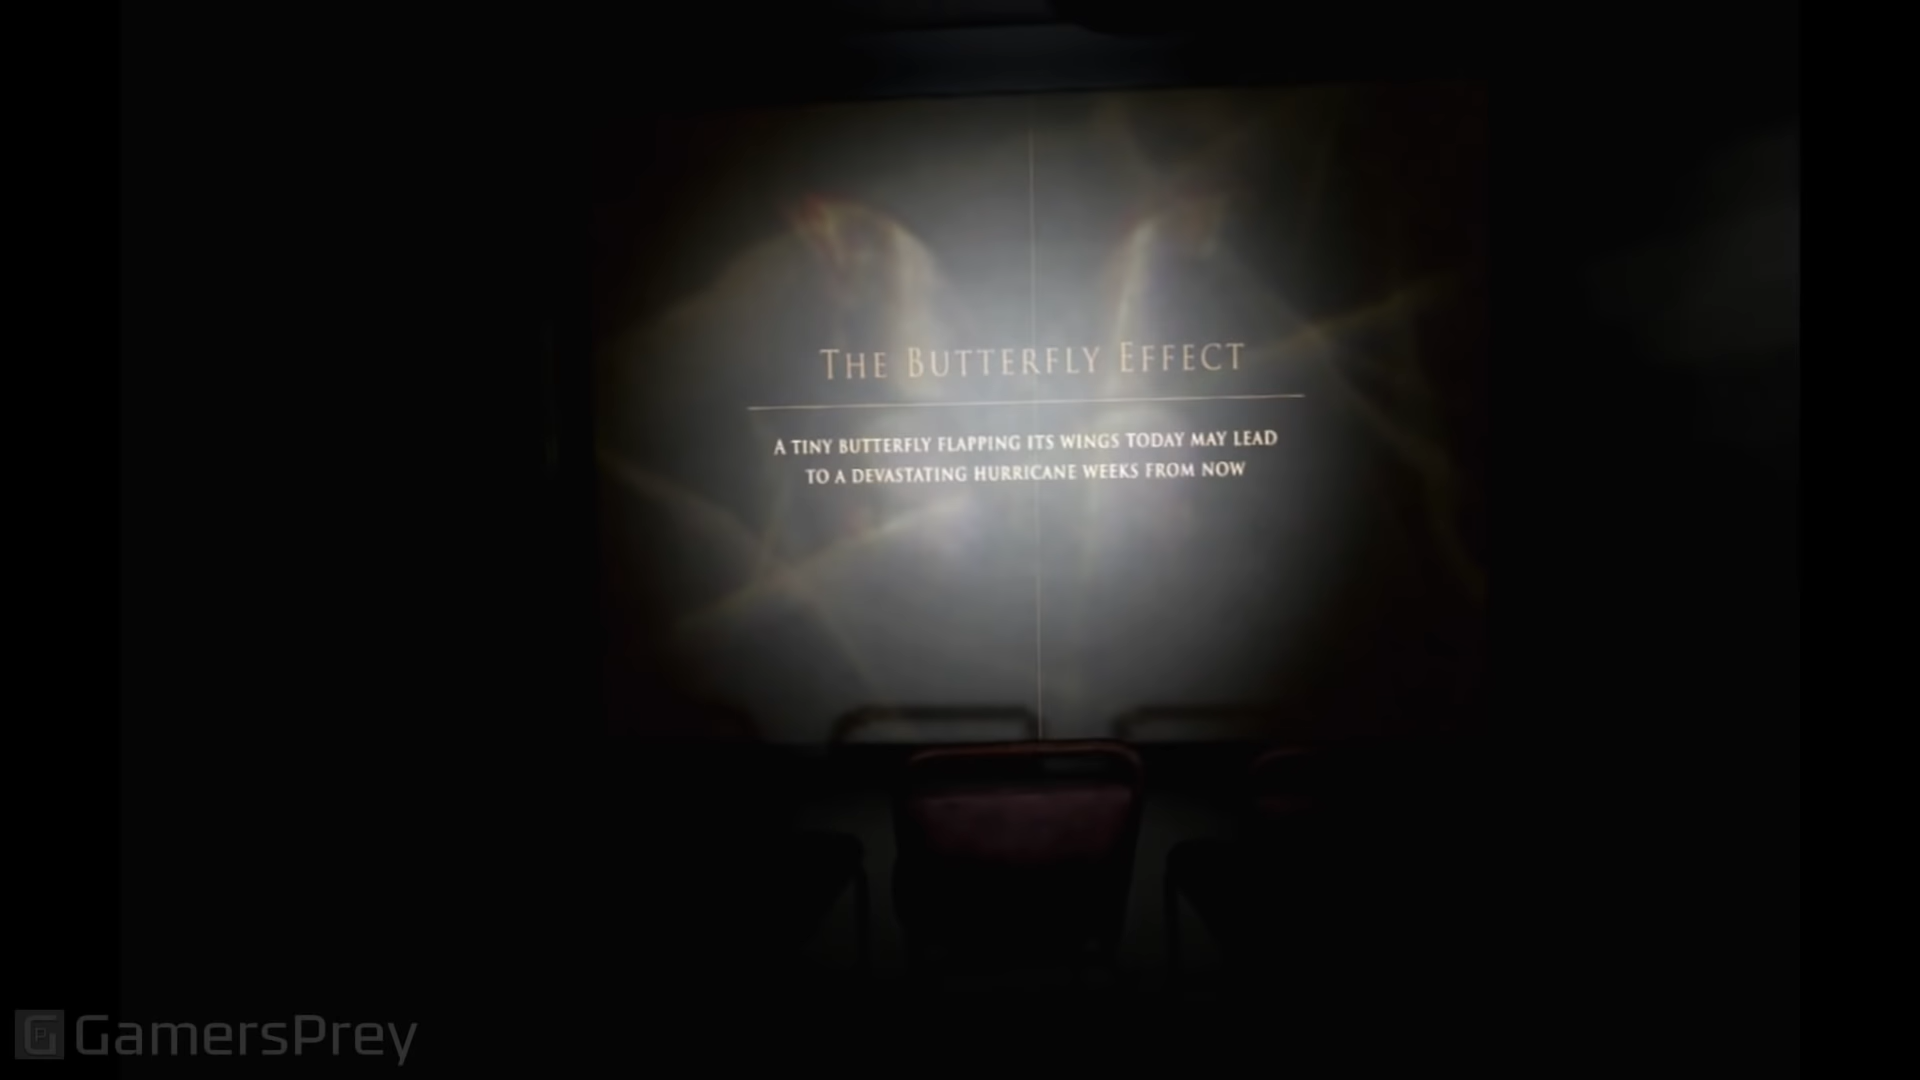 The Butterfly Effect
A tiny butterfly flapping its wings today may lead
to a devastating hurricane weeks from now
GamersPrey